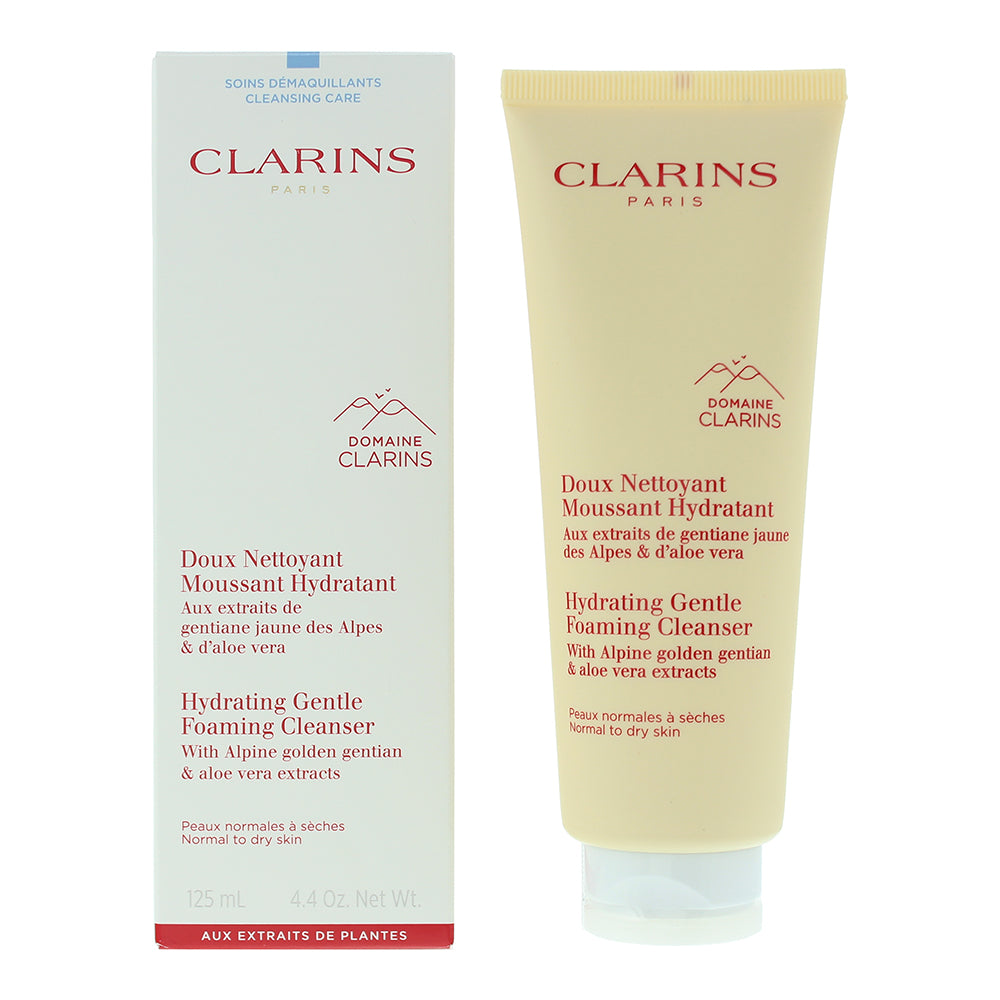 SOINS DÉMAQUILLANTS
CLEANSING CARE
CLARINS
PARIS
DOMAINE
CLARINS
Doux Nettoyant
Moussant Hydratant
Aux extraits de
gentiane jaune des Alpes
& d'aloe vera
Hydrating Gentle
Foaming Cleanser
With Alpine golden gentian
& aloe vera extracts
Peaux normales à sèches
Normal to dry skin
125 mL 4.4 Oz. Net Wt.
AUX EXTRAITS DE PLANTES
CLARINS
PARIS
DOMAINE
CLARINS
Doux Nettoyant
Moussant Hydratant
Aux extraits de gentiane jaune
des Alpes & d'aloe vera
Hydrating Gentle
Foaming Cleanser
With Alpine golden gentian
& aloe vera extracts
Peaux normales à sèches
Normal to dry skin